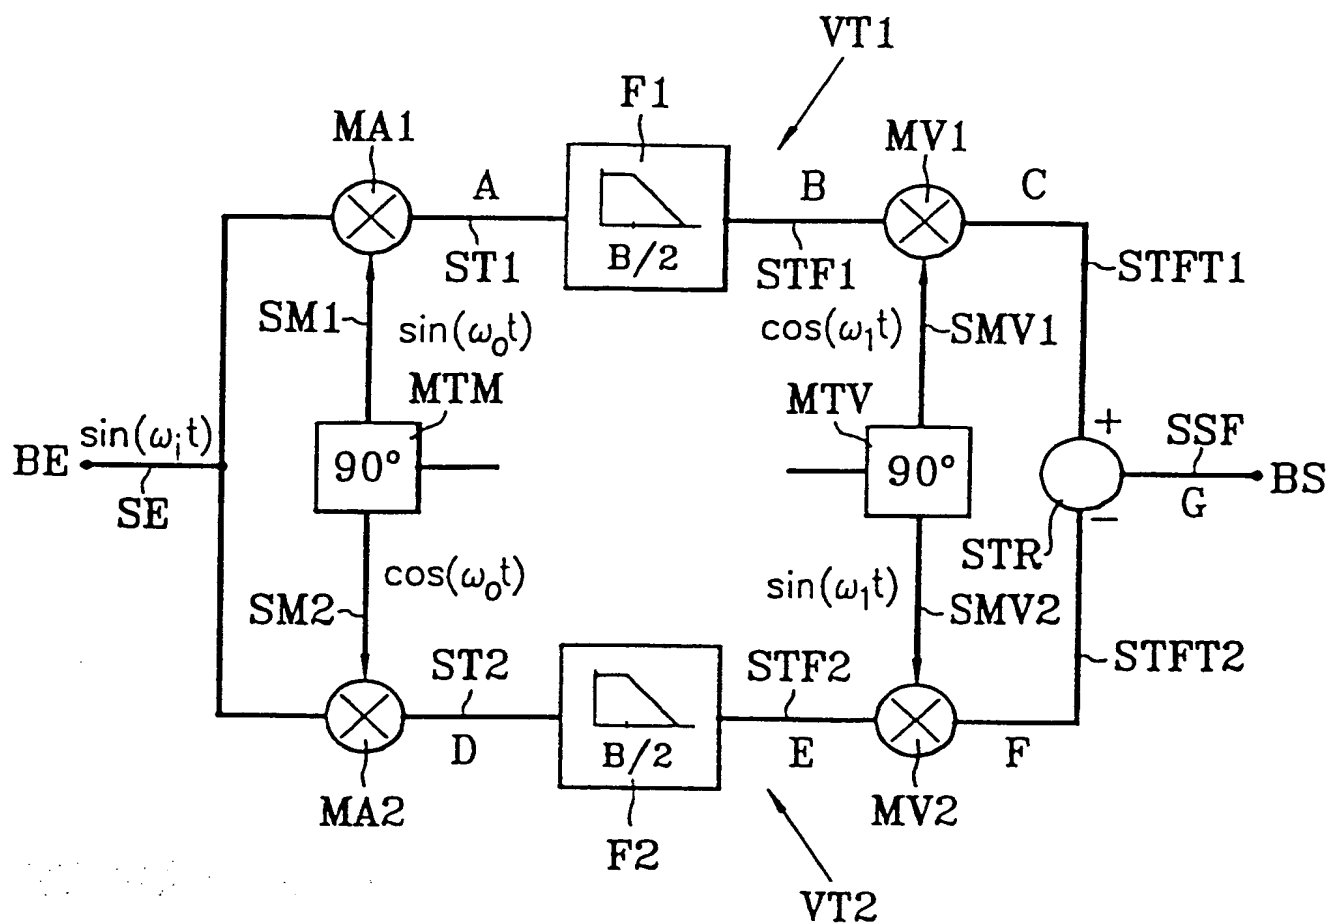 VT1
F1
MA1
MV1
A
B
C
ST1
B/2
STF1
STFT1
SM1
sin(ω₀t)
cos(ω₁t)
SMV1
MTM
MTV
+
sin(ωᵢt)
SSF
BE
90°
90°
BS
SE
G
−
STR
cos(ω₀t)
sin(ω₁t)
SM2
SMV2
ST2
STF2
STFT2
D
B/2
E
F
MA2
MV2
F2
VT2